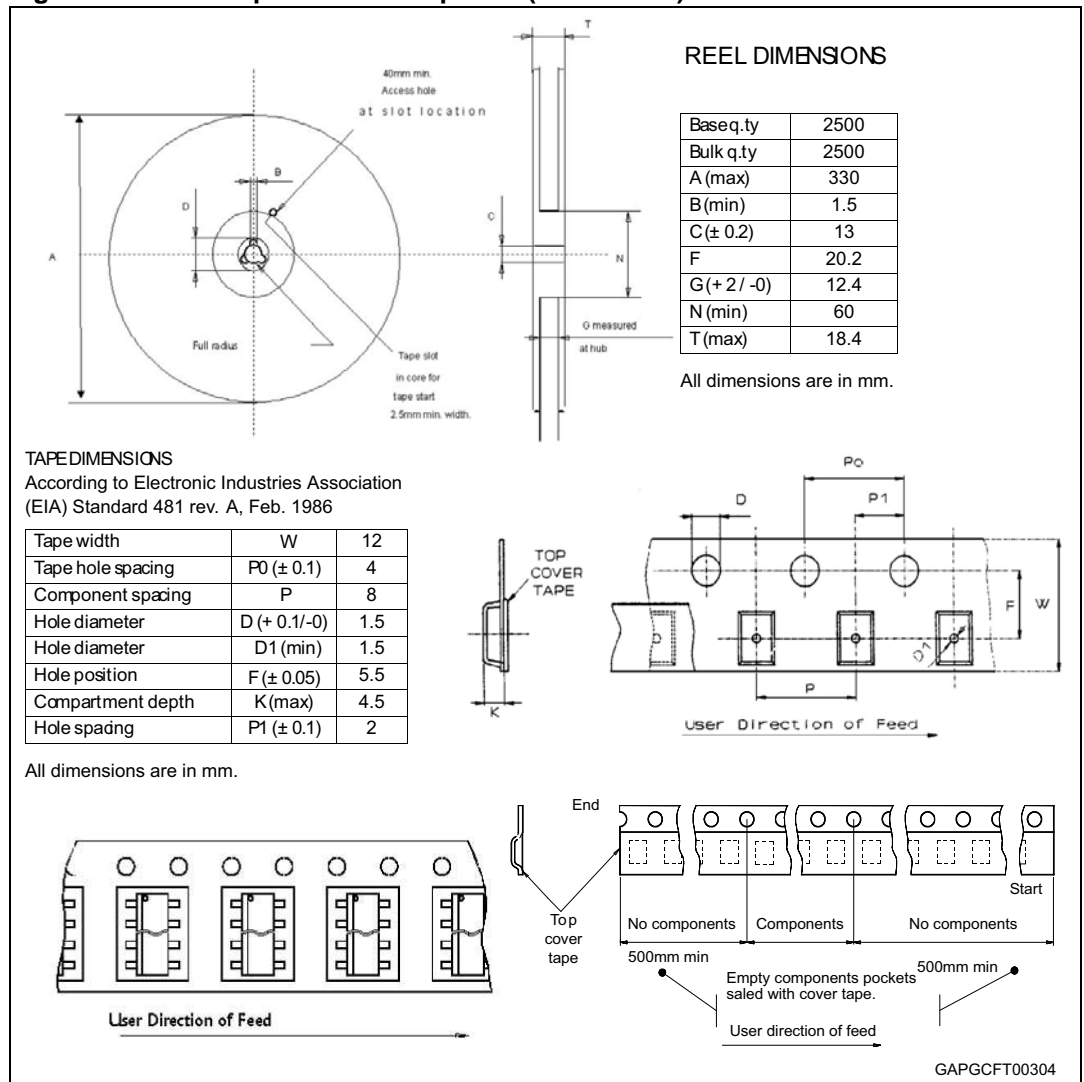 40mm min.
Access hole
at slot location
T
B
D
C
A
N
Full radius
Tape slot
in core for
tape start
2.5mm min. width.
G measured
at hub
REEL DIMENSIONS
Base q.ty 2500
Bulk q.ty 2500
A (max) 330
B (min) 1.5
C (± 0.2) 13
F 20.2
G (+ 2 / -0) 12.4
N (min) 60
T (max) 18.4
All dimensions are in mm.
TAPE DIMENSIONS
According to Electronic Industries Association
(EIA) Standard 481 rev. A, Feb. 1986
Tape width W 12
Tape hole spacing P0 (± 0.1) 4
Component spacing P 8
Hole diameter D (+ 0.1/-0) 1.5
Hole diameter D1 (min) 1.5
Hole position F (± 0.05) 5.5
Compartment depth K (max) 4.5
Hole spacing P1 (± 0.1) 2
All dimensions are in mm.
TOP
COVER
TAPE
K
Po
D
P1
F
W
D1
P
User Direction of Feed
User Direction of Feed
End
Start
Top
cover
tape
No components
Components
No components
500mm min
500mm min
Empty components pockets
saled with cover tape.
User direction of feed
GAPGCFT00304